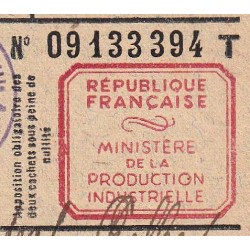 N° 09133394 T
Apposition obligatoire des
deux cachets sous peine de
nullité
RÉPUBLIQUE
FRANÇAISE
MINISTÈRE
DE LA
PRODUCTION
INDUSTRIELLE